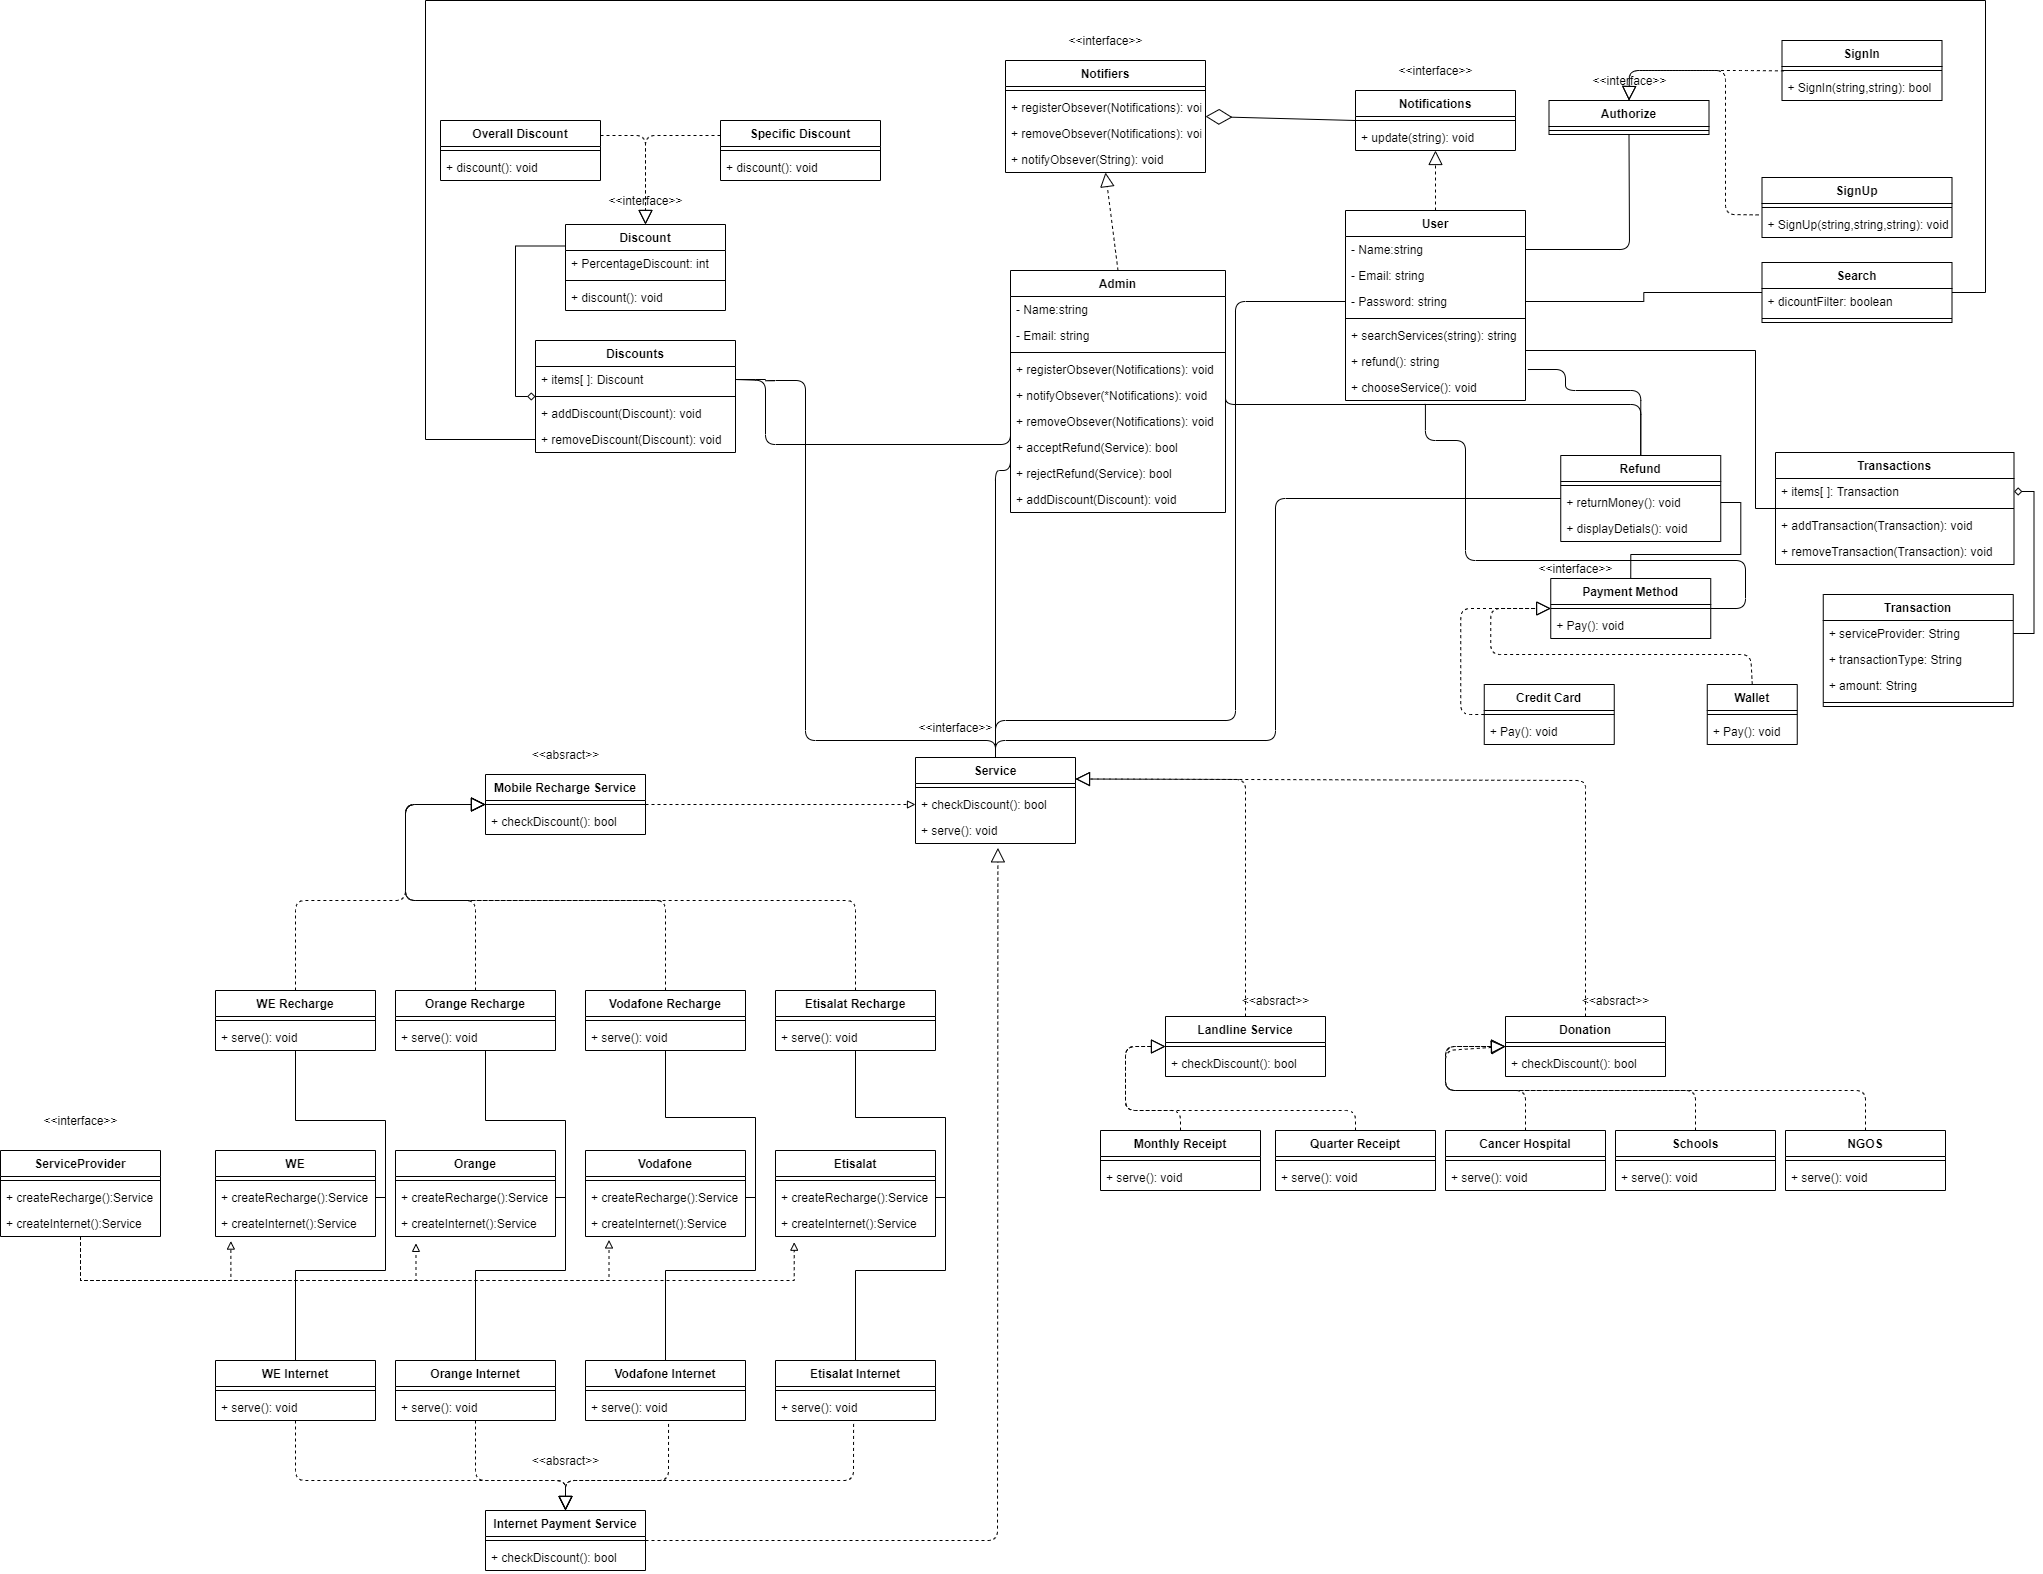 <<interface>>
Notifiers
+ registerObsever(Notifications): voi
+ removeObsever(Notifications): voi
+ notifyObsever(String): void
<<interface>>
Notifications
+ update(string): void
<<interface>>
Authorize
SignIn
+ SignIn(string,string): bool
SignUp
+ SignUp(string,string,string): void
Search
+ dicountFilter: boolean
Overall Discount
+ discount(): void
Specific Discount
+ discount(): void
<<interface>>
Discount
+ PercentageDiscount: int
+ discount(): void
Discounts
+ items[ ]: Discount
+ addDiscount(Discount): void
+ removeDiscount(Discount): void
Admin
- Name:string
- Email: string
+ registerObsever(Notifications): void
+ notifyObsever(*Notifications): void
+ removeObsever(Notifications): void
+ acceptRefund(Service): bool
+ rejectRefund(Service): bool
+ addDiscount(Discount): void
User
- Name:string
- Email: string
- Password: string
+ searchServices(string): string
+ refund(): string
+ chooseService(): void
Refund
+ returnMoney(): void
+ displayDetials(): void
Transactions
+ items[ ]: Transaction
+ addTransaction(Transaction): void
+ removeTransaction(Transaction): void
<<interface>>
Payment Method
+ Pay(): void
Transaction
+ serviceProvider: String
+ transactionType: String
+ amount: String
Credit Card
+ Pay(): void
Wallet
+ Pay(): void
<<interface>>
Service
+ checkDiscount(): bool
+ serve(): void
<<absract>>
Mobile Recharge Service
+ checkDiscount(): bool
WE Recharge
+ serve(): void
Orange Recharge
+ serve(): void
Vodafone Recharge
+ serve(): void
Etisalat Recharge
+ serve(): void
<<absract>>
Landline Service
+ checkDiscount(): bool
<<absract>>
Donation
+ checkDiscount(): bool
Monthly Receipt
+ serve(): void
Quarter Receipt
+ serve(): void
Cancer Hospital
+ serve(): void
Schools
+ serve(): void
NGOS
+ serve(): void
<<interface>>
ServiceProvider
+ createRecharge():Service
+ createInternet():Service
WE
+ createRecharge():Service
+ createInternet():Service
Orange
+ createRecharge():Service
+ createInternet():Service
Vodafone
+ createRecharge():Service
+ createInternet():Service
Etisalat
+ createRecharge():Service
+ createInternet():Service
WE Internet
+ serve(): void
Orange Internet
+ serve(): void
Vodafone Internet
+ serve(): void
Etisalat Internet
+ serve(): void
<<absract>>
Internet Payment Service
+ checkDiscount(): bool